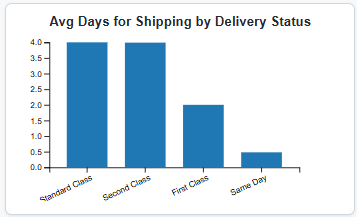 Avg Days for Shipping by Delivery Status
4.0
3.5
3.0
2.5
2.0
1.5
1.0
0.5
0.0
Standard Class
Second Class
First Class
Same Day